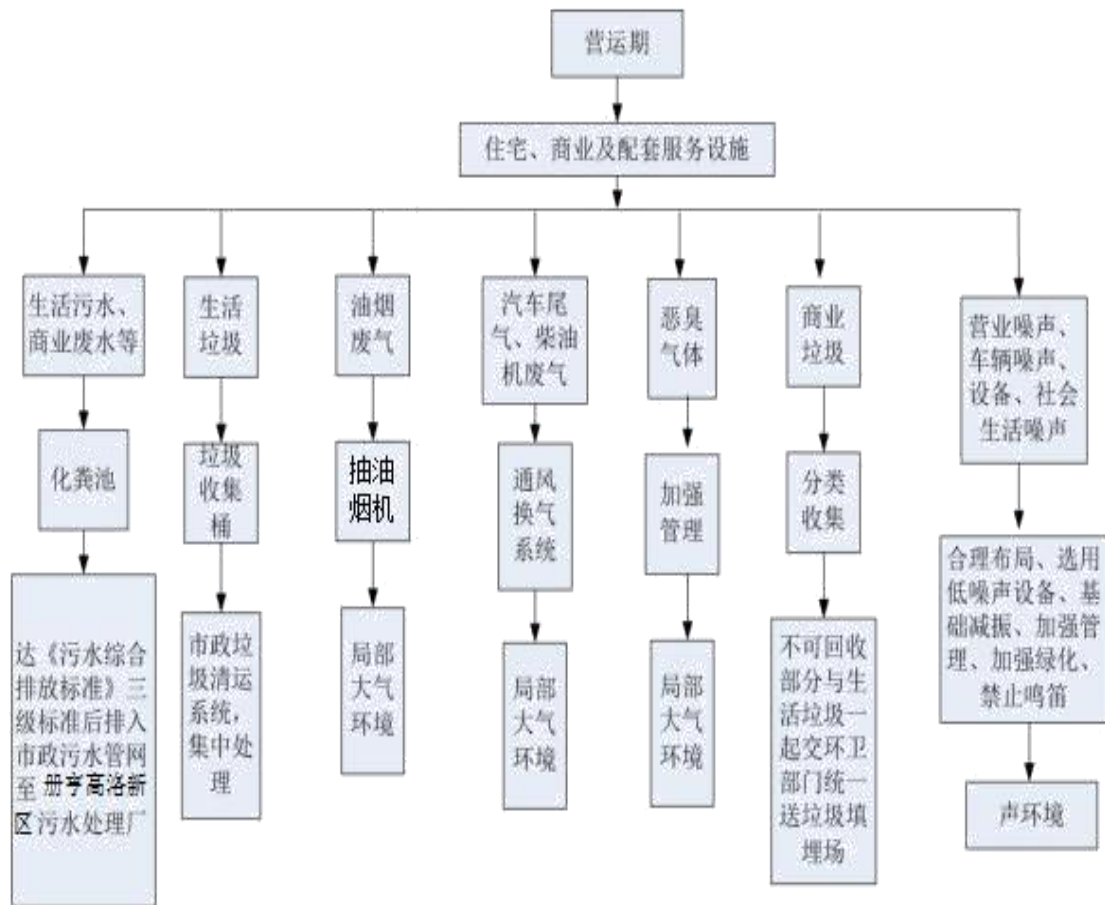 营运期
住宅、商业及配套服务设施
生活污水、
商业废水等
生活
垃圾
油烟
废气
汽车尾
气、柴油
机废气
恶臭
气体
商业
垃圾
营业噪声、
车辆噪声、
设备、社会
生活噪声
化粪池
垃圾
收集
桶
抽油
烟机
通风
换气
系统
加强
管理
分类
收集
合理布局、选用
低噪声设备、基
础减振、加强管
理、加强绿化、
禁止鸣笛
达《污水综合
排放标准》三
级标准后排入
市政污水管网
至册亨高洛新
区污水处理厂
市政垃
圾清运
系统，
集中处
理
局部
大气
环境
局部
大气
环境
局部
大气
环境
不可回收
部分与生
活垃圾一
起交环卫
部门统一
送垃圾填
埋场
声环境